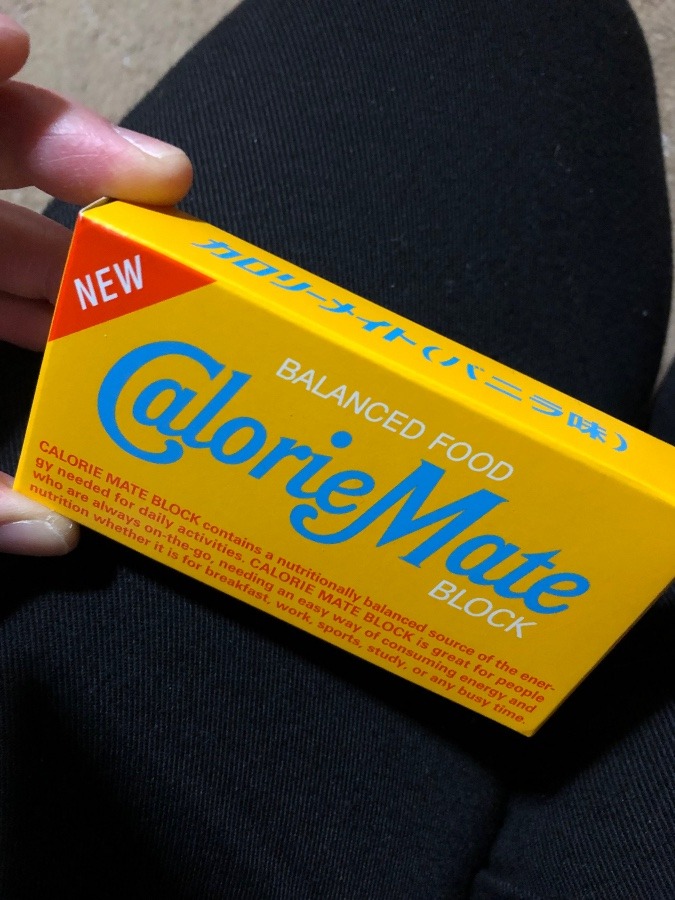 カロリーメイト(バニラ味)
NEW
BALANCED FOOD
CalorieMate
BLOCK
CALORIE MATE BLOCK contains a nutritionally balanced source of the ener-
gy needed for daily activities. CALORIE MATE BLOCK is great for people
who are always on-the-go, needing an easy way of consuming energy and
nutrition whether it is for breakfast, work, sports, study, or any busy time.